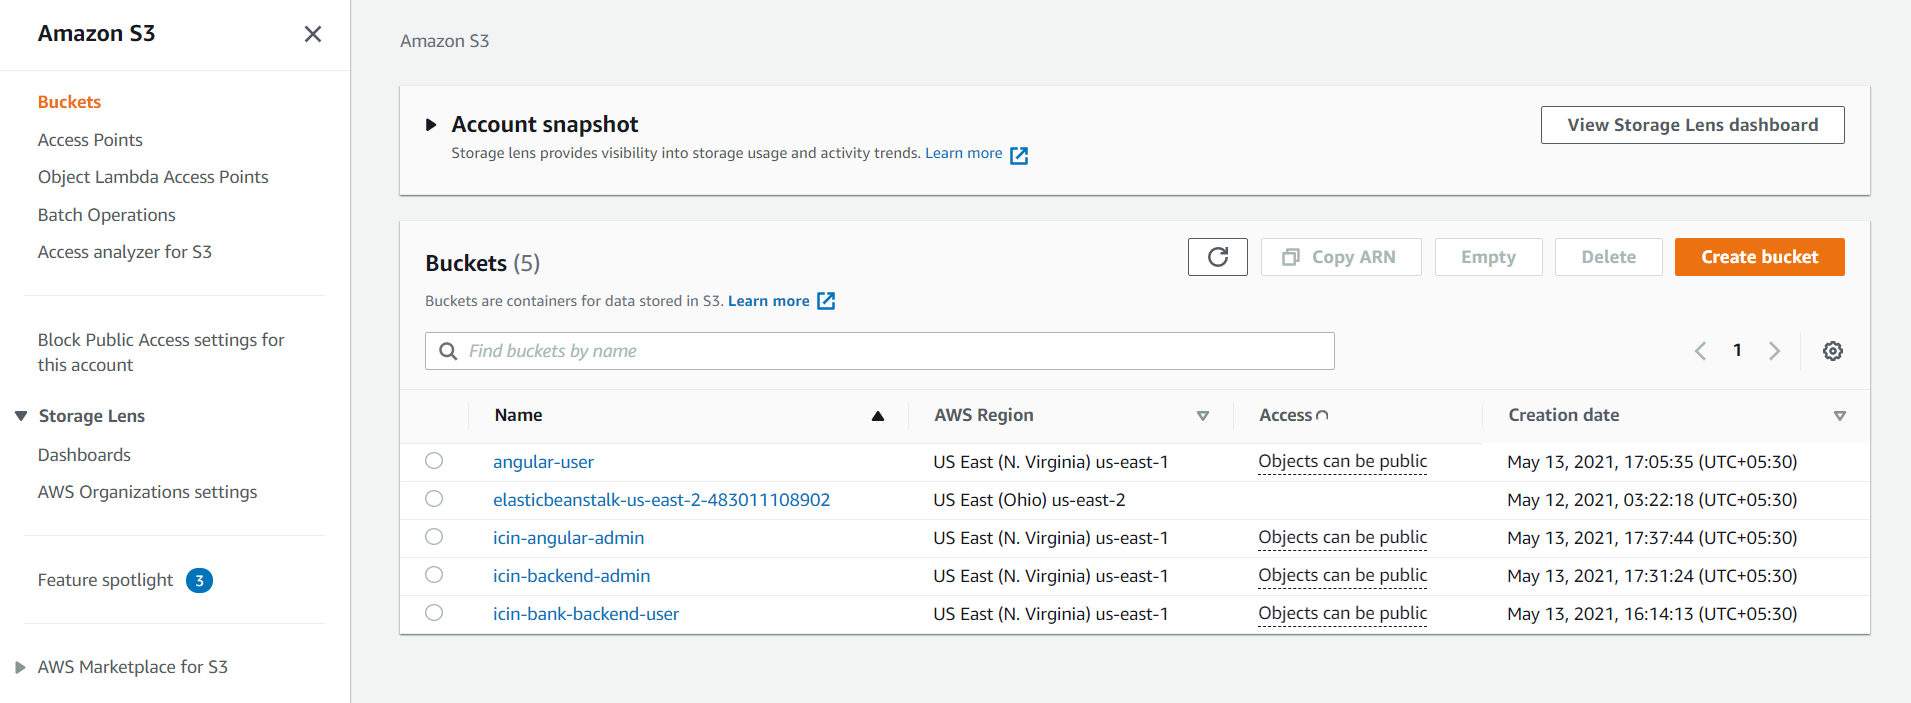 Amazon S3
Buckets
Access Points
Object Lambda Access Points
Batch Operations
Access analyzer for S3
Block Public Access settings for
this account
Storage Lens
Dashboards
AWS Organizations settings
Feature spotlight 3
AWS Marketplace for S3
Amazon S3
Account snapshot
Storage lens provides visibility into storage usage and activity trends. Learn more
View Storage Lens dashboard
Buckets (5)
Buckets are containers for data stored in S3. Learn more
Copy ARN Empty Delete Create bucket
Find buckets by name
1
Name AWS Region Access Creation date
angular-user US East (N. Virginia) us-east-1 Objects can be public May 13, 2021, 17:05:35 (UTC+05:30)
elasticbeanstalk-us-east-2-483011108902 US East (Ohio) us-east-2 May 12, 2021, 03:22:18 (UTC+05:30)
icin-angular-admin US East (N. Virginia) us-east-1 Objects can be public May 13, 2021, 17:37:44 (UTC+05:30)
icin-backend-admin US East (N. Virginia) us-east-1 Objects can be public May 13, 2021, 17:31:24 (UTC+05:30)
icin-bank-backend-user US East (N. Virginia) us-east-1 Objects can be public May 13, 2021, 16:14:13 (UTC+05:30)